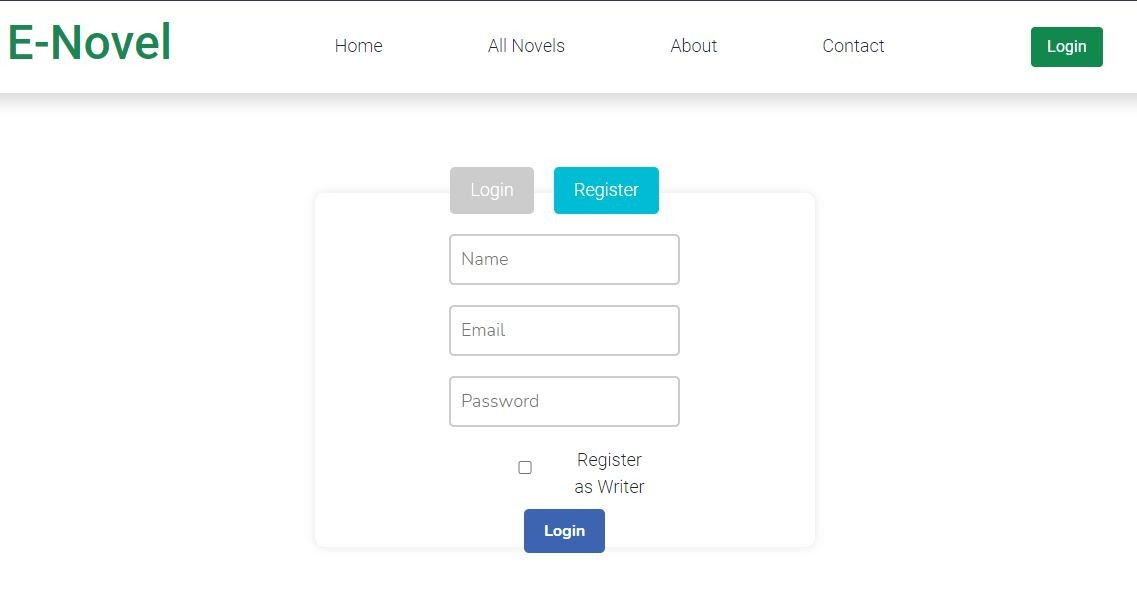 E-Novel
Home
All Novels
About
Contact
Login
Login
Register
Name
Email
Password
Register
as Writer
Login